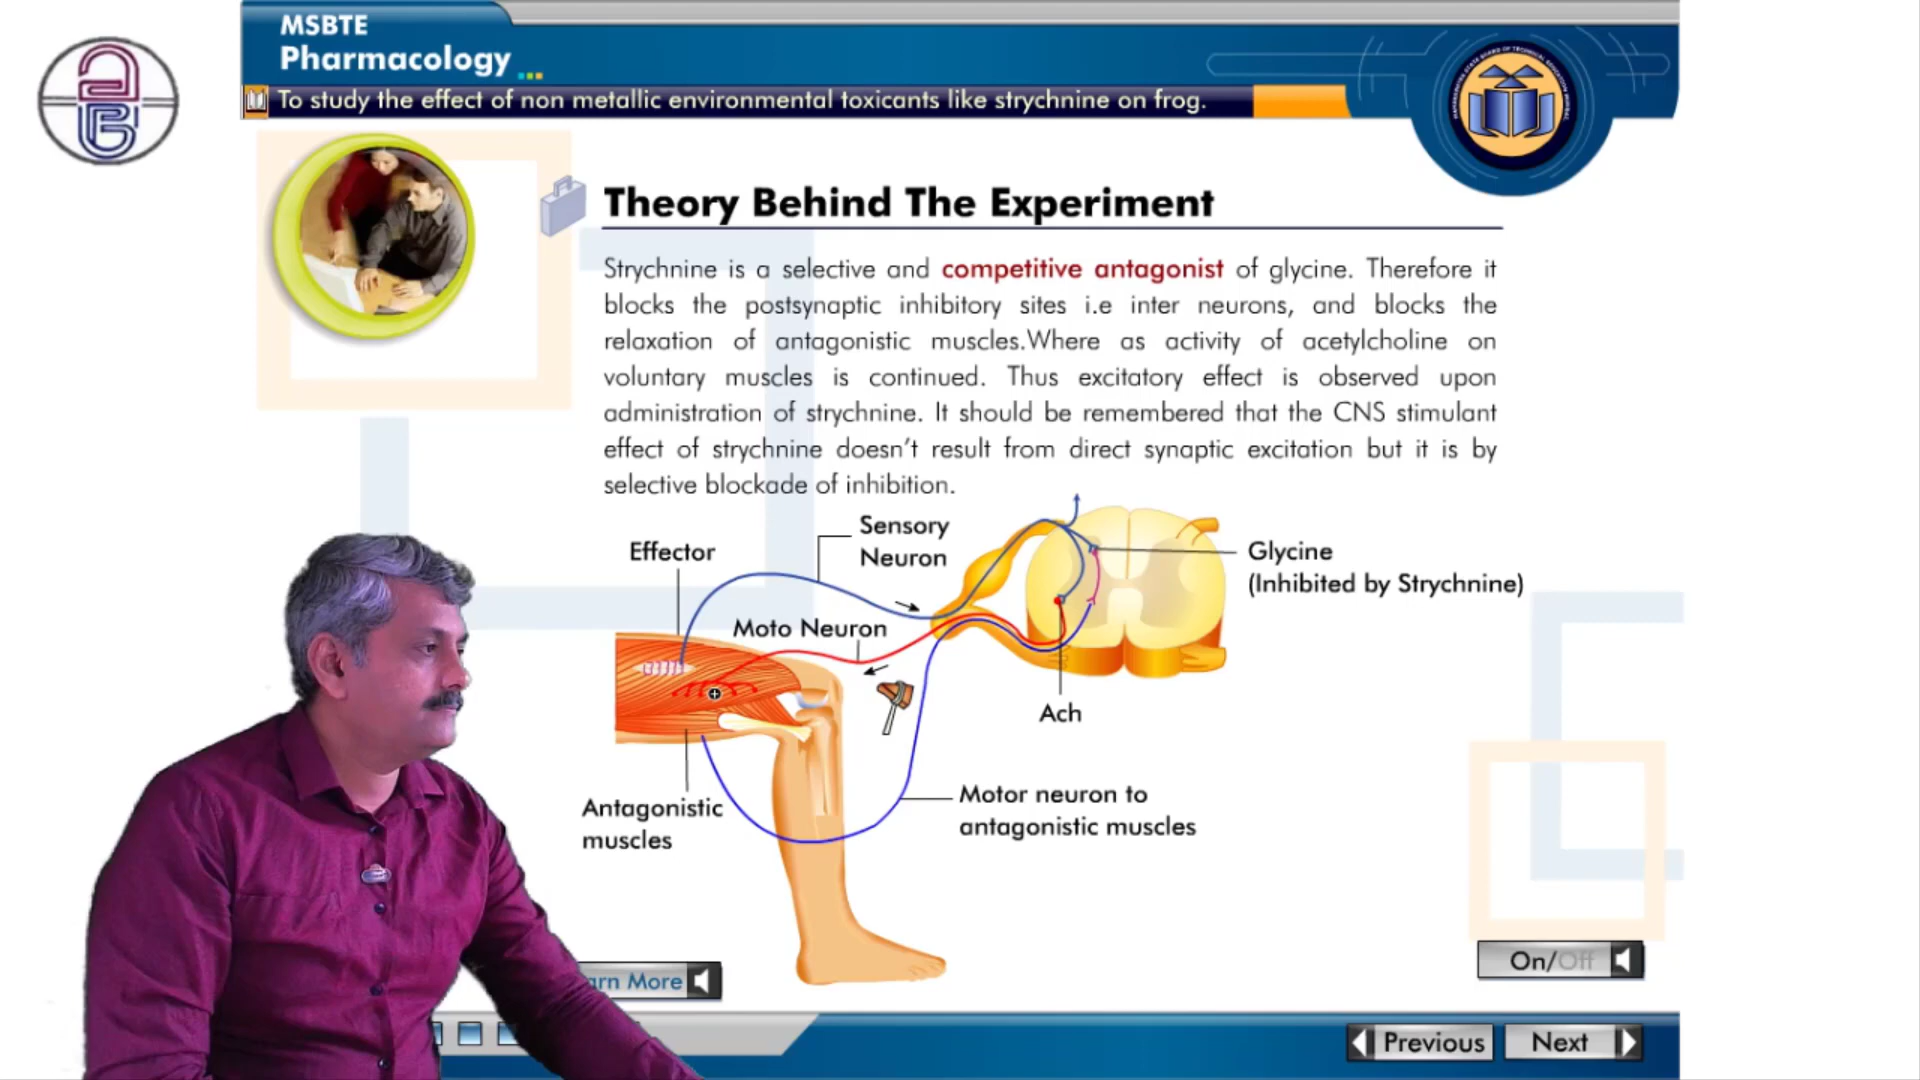 MSBTE
Pharmacology
To study the effect of non metallic environmental toxicants like strychnine on frog.
Theory Behind The Experiment
Strychnine is a selective and competitive antagonist of glycine. Therefore it
blocks the postsynaptic inhibitory sites i.e inter neurons, and blocks the
relaxation of antagonistic muscles.Where as activity of acetylcholine on
voluntary muscles is continued. Thus excitatory effect is observed upon
administration of strychnine. It should be remembered that the CNS stimulant
effect of strychnine doesn't result from direct synaptic excitation but it is by
selective blockade of inhibition.
Sensory
Neuron
Effector
Glycine
(Inhibited by Strychnine)
Moto Neuron
Ach
Antagonistic
muscles
Motor neuron to
antagonistic muscles
On/Off
arn More
Previous
Next